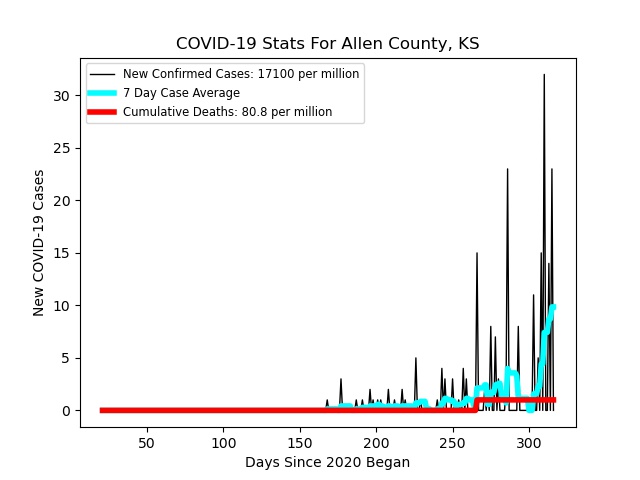 COVID-19 Stats For Allen County, KS
New Confirmed Cases: 17100 per million
7 Day Case Average
Cumulative Deaths: 80.8 per million
New COVID-19 Cases
30
25
20
15
10
5
0
50
100
150
200
250
300
Days Since 2020 Began